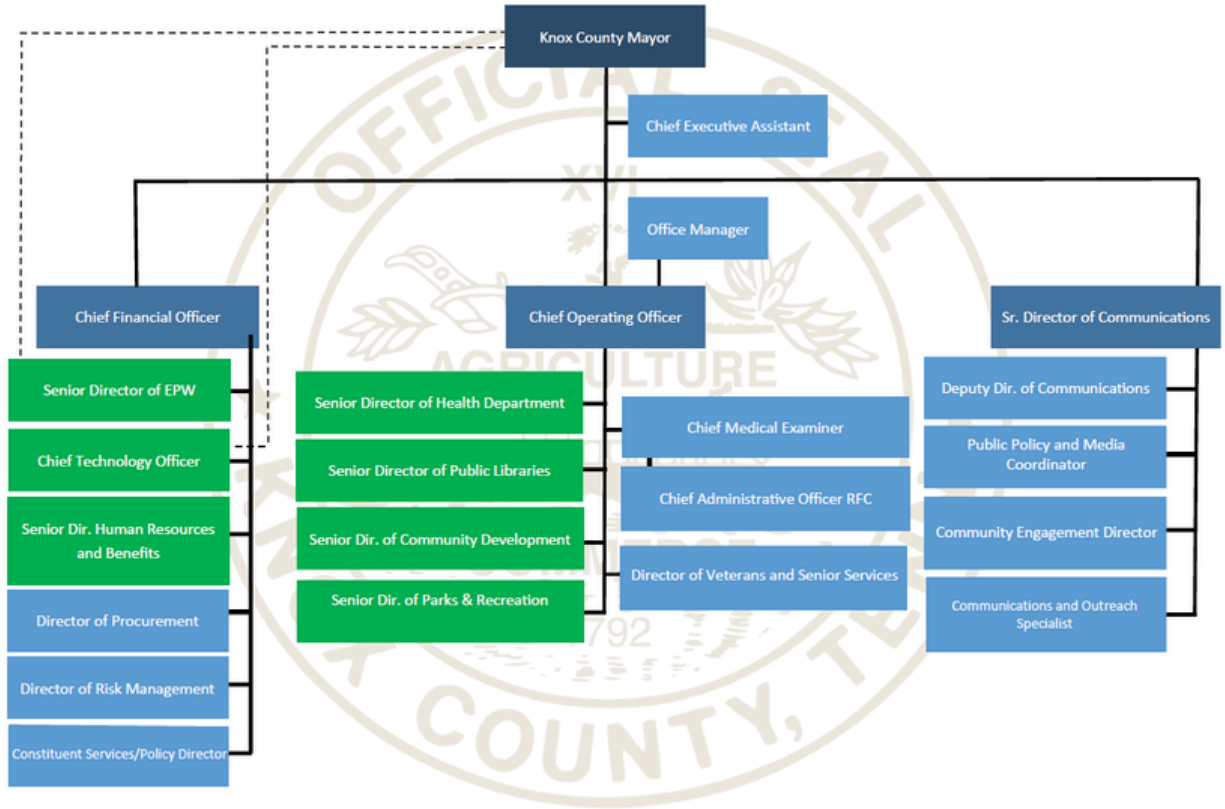 Knox County Mayor
Chief Executive Assistant
Office Manager
Chief Financial Officer
Chief Operating Officer
Sr. Director of Communications
Senior Director of EPW
Chief Technology Officer
Senior Dir. Human Resources
and Benefits
Director of Procurement
Director of Risk Management
Constituent Services/Policy Director
Senior Director of Health Department
Senior Director of Public Libraries
Senior Dir. of Community Development
Senior Dir. of Parks & Recreation
Chief Medical Examiner
Chief Administrative Officer RFC
Director of Veterans and Senior Services
Deputy Dir. of Communications
Public Policy and Media
Coordinator
Community Engagement Director
Communications and Outreach
Specialist
OFFICIAL SEAL
XVI
AGRICULTURE
COMMERCE
1792
KNOX COUNTY, TENN